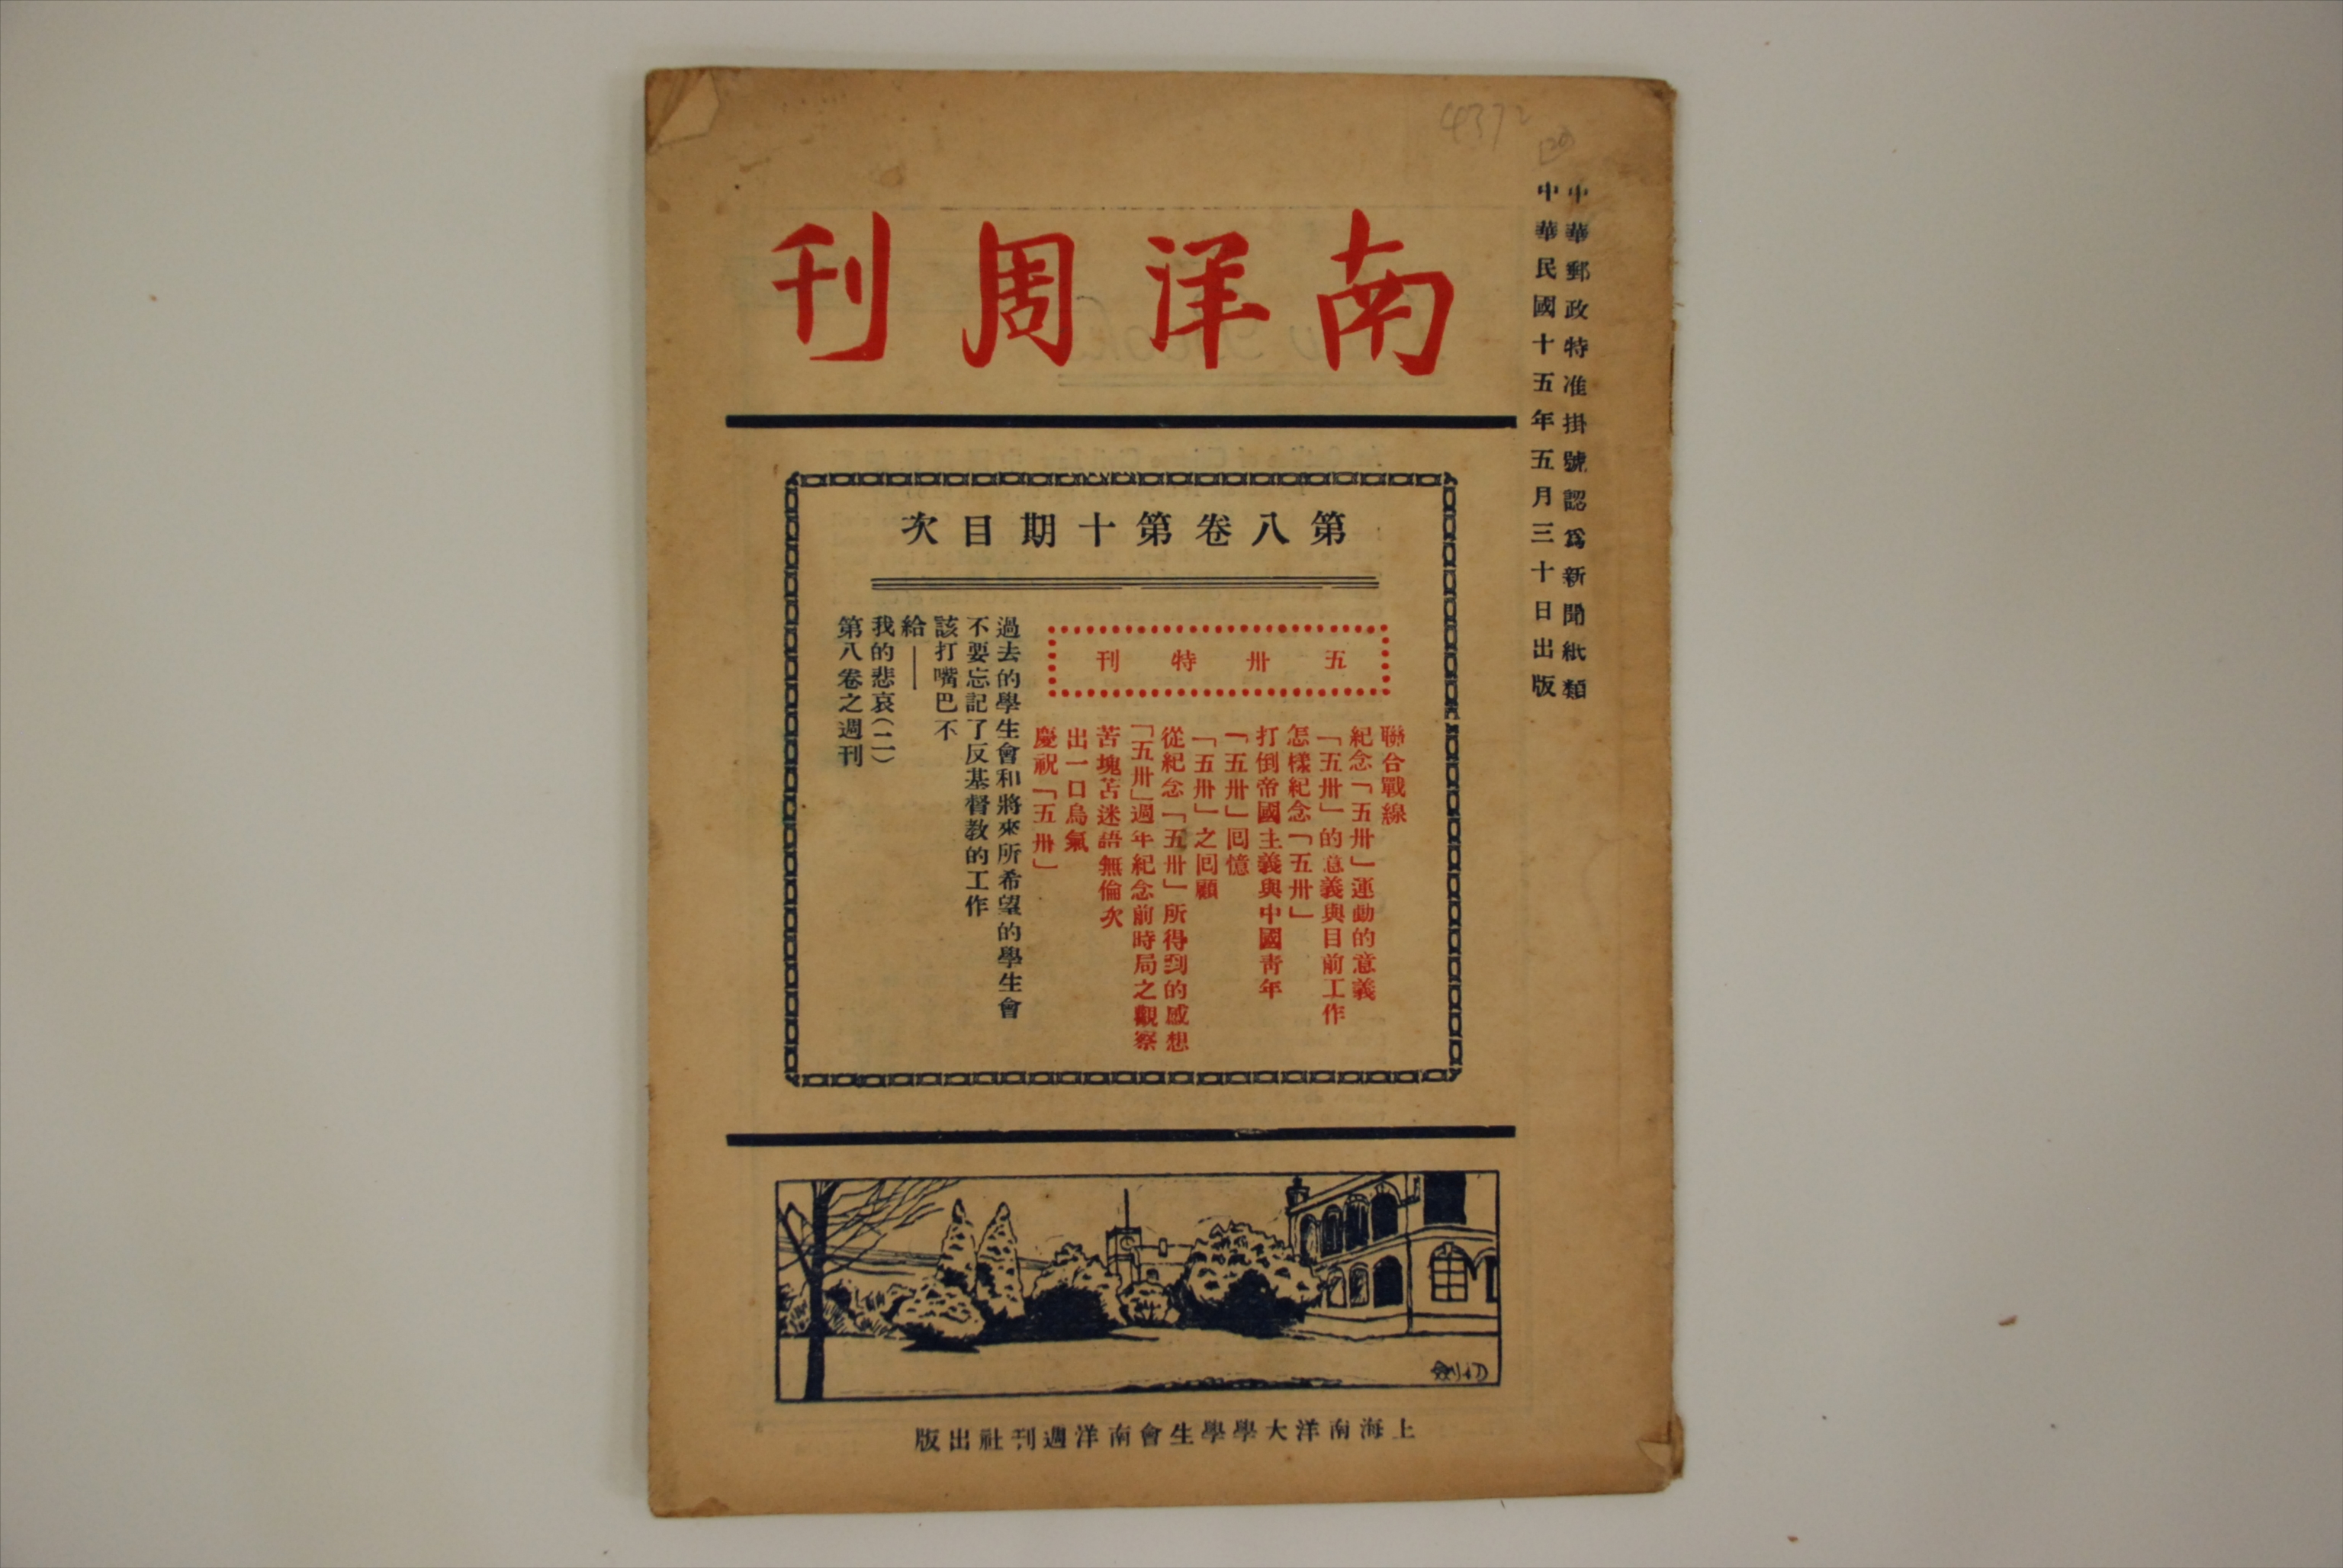 4372
中華郵政特准掛號認為新聞紙類
中華民國十五年五月三十日出版
南洋周刊
第八卷第十期目次
五卅特刊
聯合戰線
紀念「五卅」運動的意義
「五卅」的意義與目前工作
怎樣紀念「五卅」
打倒帝國主義與中國青年
「五卅」回憶
「五卅」之回顧
從紀念「五卅」所得到的感想
「五卅」週年紀念前時局之觀察
苦塊苫迷語無倫次
出一口烏氣
慶祝「五卅」
過去的學生會和將來所希望的學生會
不要忘記了反基督教的工作
該打嘴巴不
給——
我的悲哀(二)
第八卷之週刊
上海南洋大學學生會南洋週刊社出版